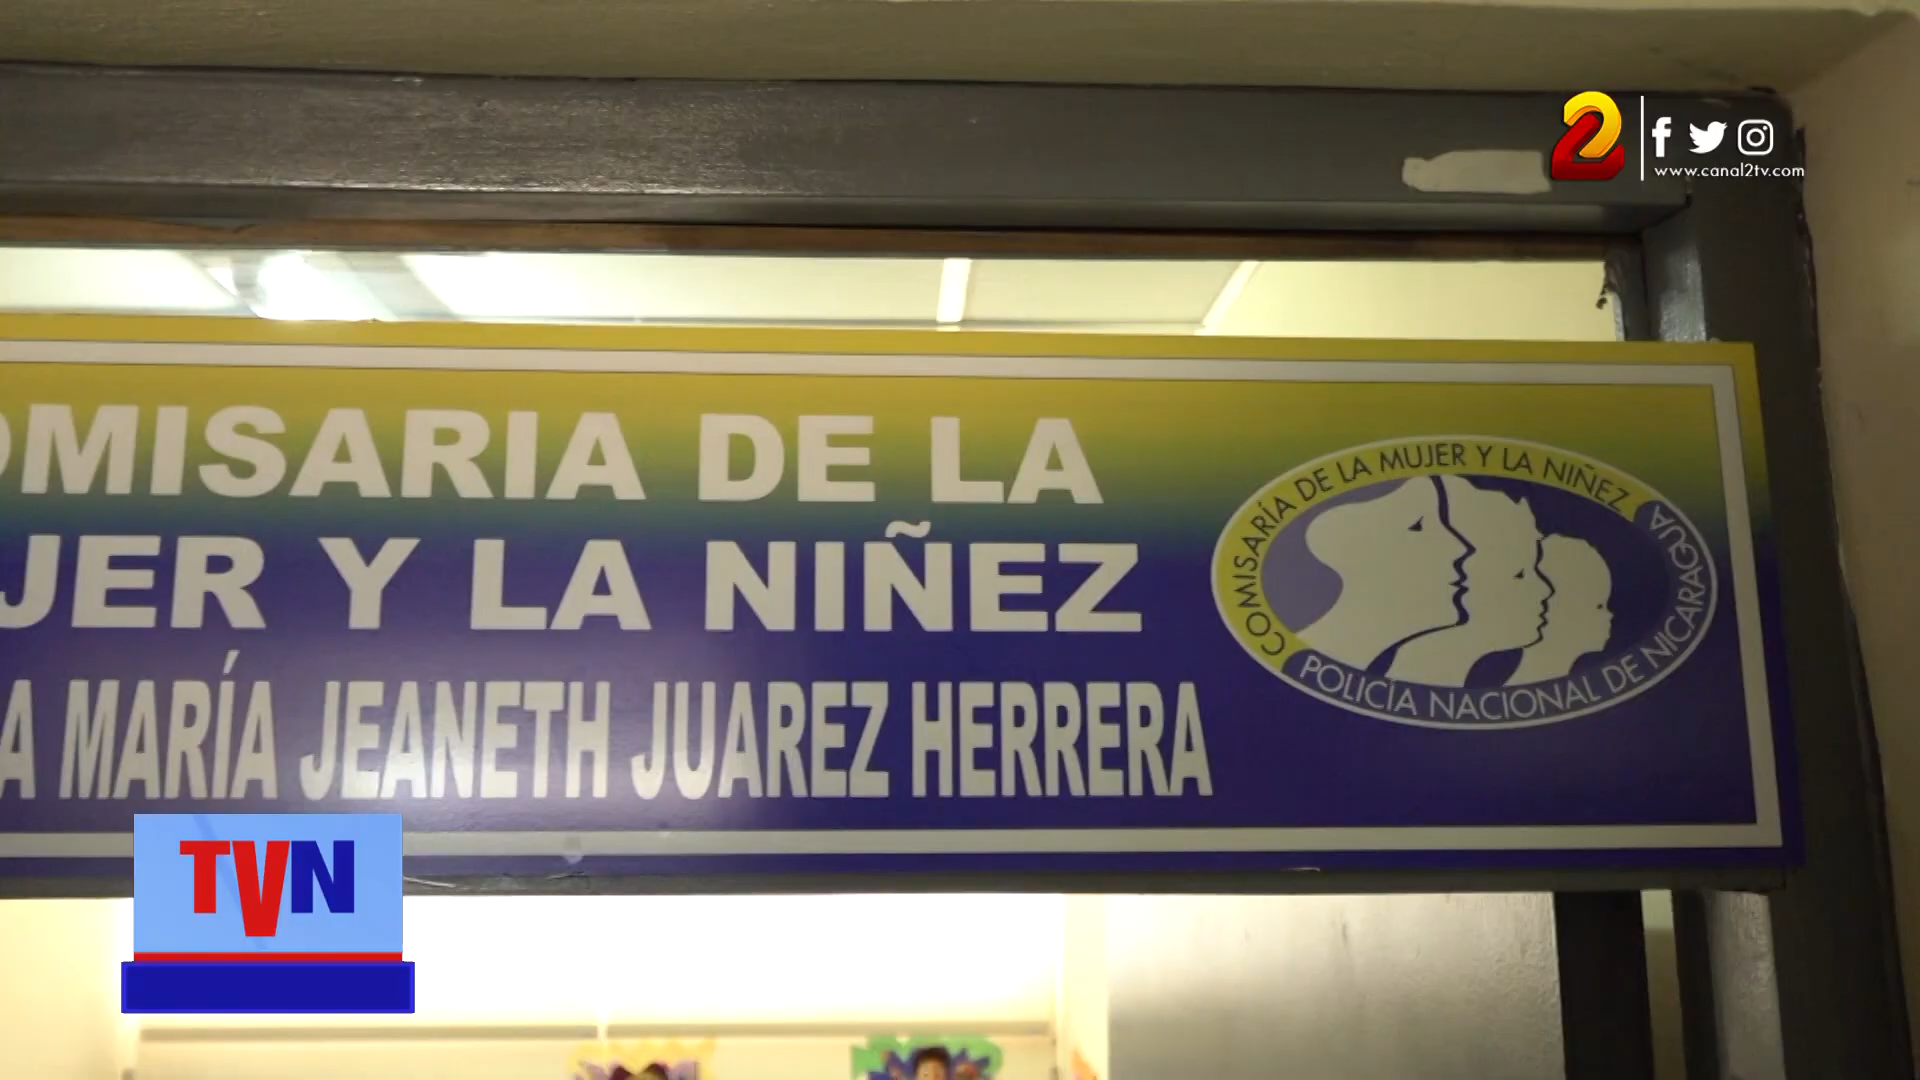 www.canal2tv.com
OMISARIA DE LA
JER Y LA NIÑEZ
A MARÍA JEANETH JUAREZ HERRERA
COMISARÍA DE LA MUJER Y LA NIÑEZ
POLICÍA NACIONAL DE NICARAGUA
TVN